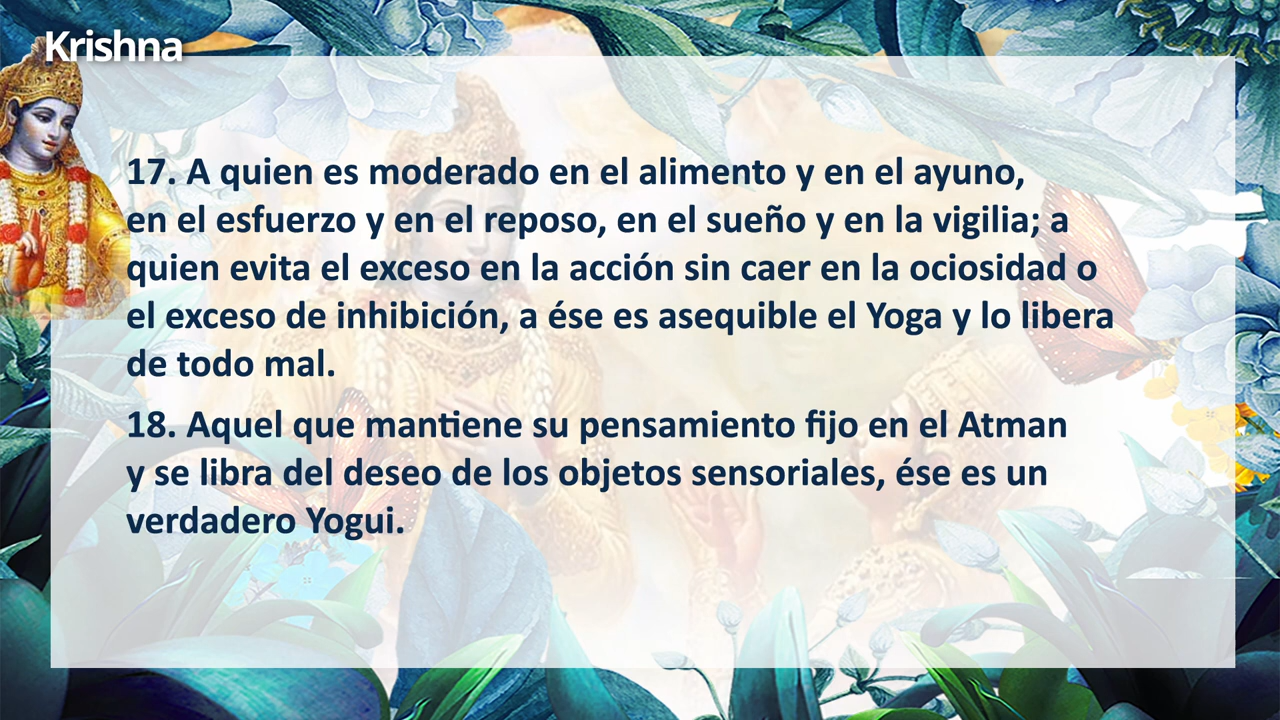 Krishna
17. A quien es moderado en el alimento y en el ayuno,
en el esfuerzo y en el reposo, en el sueño y en la vigilia; a
quien evita el exceso en la acción sin caer en la ociosidad o
el exceso de inhibición, a ése es asequible el Yoga y lo libera
de todo mal.
18. Aquel que mantiene su pensamiento fijo en el Atman
y se libra del deseo de los objetos sensoriales, ése es un
verdadero Yogui.